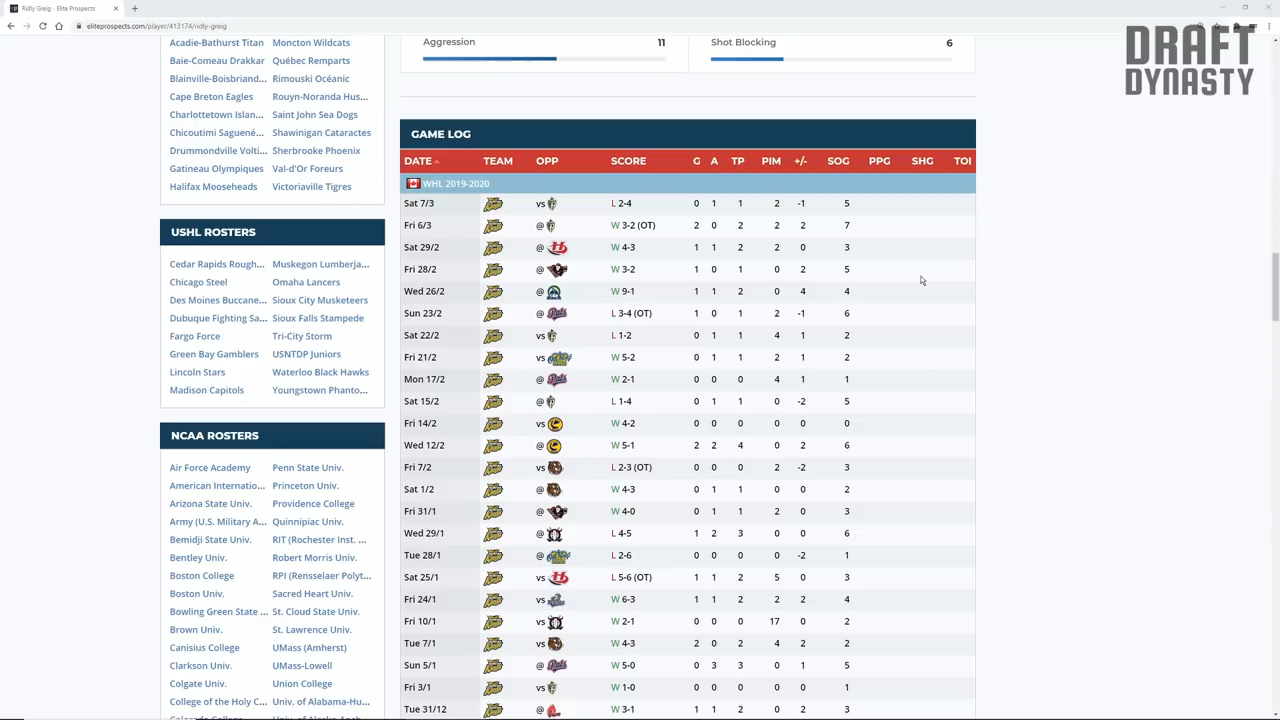 Ridly Greig - Elite Prospects
eliteprospects.com/player/413174/ridly-greig
DRAFT
DYNASTY
Acadie-Bathurst Titan Moncton Wildcats
Baie-Comeau Drakkar Québec Remparts
Blainville-Boisbriand... Rimouski Océanic
Cape Breton Eagles Rouyn-Noranda Hus...
Charlottetown Islan... Saint John Sea Dogs
Chicoutimi Saguené... Shawinigan Cataractes
Drummondville Volti... Sherbrooke Phoenix
Gatineau Olympiques Val-d'Or Foreurs
Halifax Mooseheads Victoriaville Tigres
USHL ROSTERS
Cedar Rapids Rough... Muskegon Lumberja...
Chicago Steel Omaha Lancers
Des Moines Buccane... Sioux City Musketeers
Dubuque Fighting Sa... Sioux Falls Stampede
Fargo Force Tri-City Storm
Green Bay Gamblers USNTDP Juniors
Lincoln Stars Waterloo Black Hawks
Madison Capitols Youngstown Phanto...
NCAA ROSTERS
Air Force Academy Penn State Univ.
American Internatio... Princeton Univ.
Arizona State Univ. Providence College
Army (U.S. Military A... Quinnipiac Univ.
Bemidji State Univ. RIT (Rochester Inst. ...
Bentley Univ. Robert Morris Univ.
Boston College RPI (Rensselaer Polyt...
Boston Univ. Sacred Heart Univ.
Bowling Green State ... St. Cloud State Univ.
Brown Univ. St. Lawrence Univ.
Canisius College UMass (Amherst)
Clarkson Univ. UMass-Lowell
Colgate Univ. Union College
College of the Holy C... Univ. of Alabama-Hu...
Aggression 11 Shot Blocking 6
GAME LOG
DATE TEAM OPP SCORE G A TP PIM +/- SOG PPG SHG TOI
WHL 2019-2020
Sat 7/3 vs L 2-4 0 1 1 2 -1 5
Fri 6/3 @ W 3-2 (OT) 2 0 2 2 2 7
Sat 29/2 @ W 4-3 1 1 2 2 0 3
Fri 28/2 @ W 3-2 1 0 1 0 2 5
Wed 26/2 @ W 9-1 1 1 2 0 4 4
Sun 23/2 @ L 3-4 (OT) 1 0 1 2 -1 6
Sat 22/2 vs L 1-2 0 1 1 4 1 2
Fri 21/2 vs W 5-2 0 1 1 2 1 2
Mon 17/2 @ W 2-1 0 0 0 4 1 1
Sat 15/2 @ L 1-4 0 1 1 0 -2 5
Fri 14/2 vs W 4-2 0 0 0 0 0 0
Wed 12/2 @ W 5-1 2 2 4 0 2 6
Fri 7/2 vs L 2-3 (OT) 0 0 0 2 -2 3
Sat 1/2 @ W 4-3 0 1 1 0 0 2
Fri 31/1 @ W 4-0 0 1 1 2 0 3
Wed 29/1 @ L 4-5 1 2 3 0 0 6
Tue 28/1 @ L 2-6 0 0 0 0 -2 1
Sat 25/1 vs L 5-6 (OT) 1 1 2 5 0 3
Fri 24/1 vs W 6-3 1 1 2 2 2 4
Fri 10/1 @ W 2-1 0 0 0 17 0 2
Tue 7/1 vs W 4-3 2 0 2 4 2 2
Sun 5/1 @ W 5-0 0 3 3 0 1 5
Fri 3/1 vs W 1-0 0 0 0 0 0 1
Tue 31/12 @ W 3-1 1 1 2 0 2 3